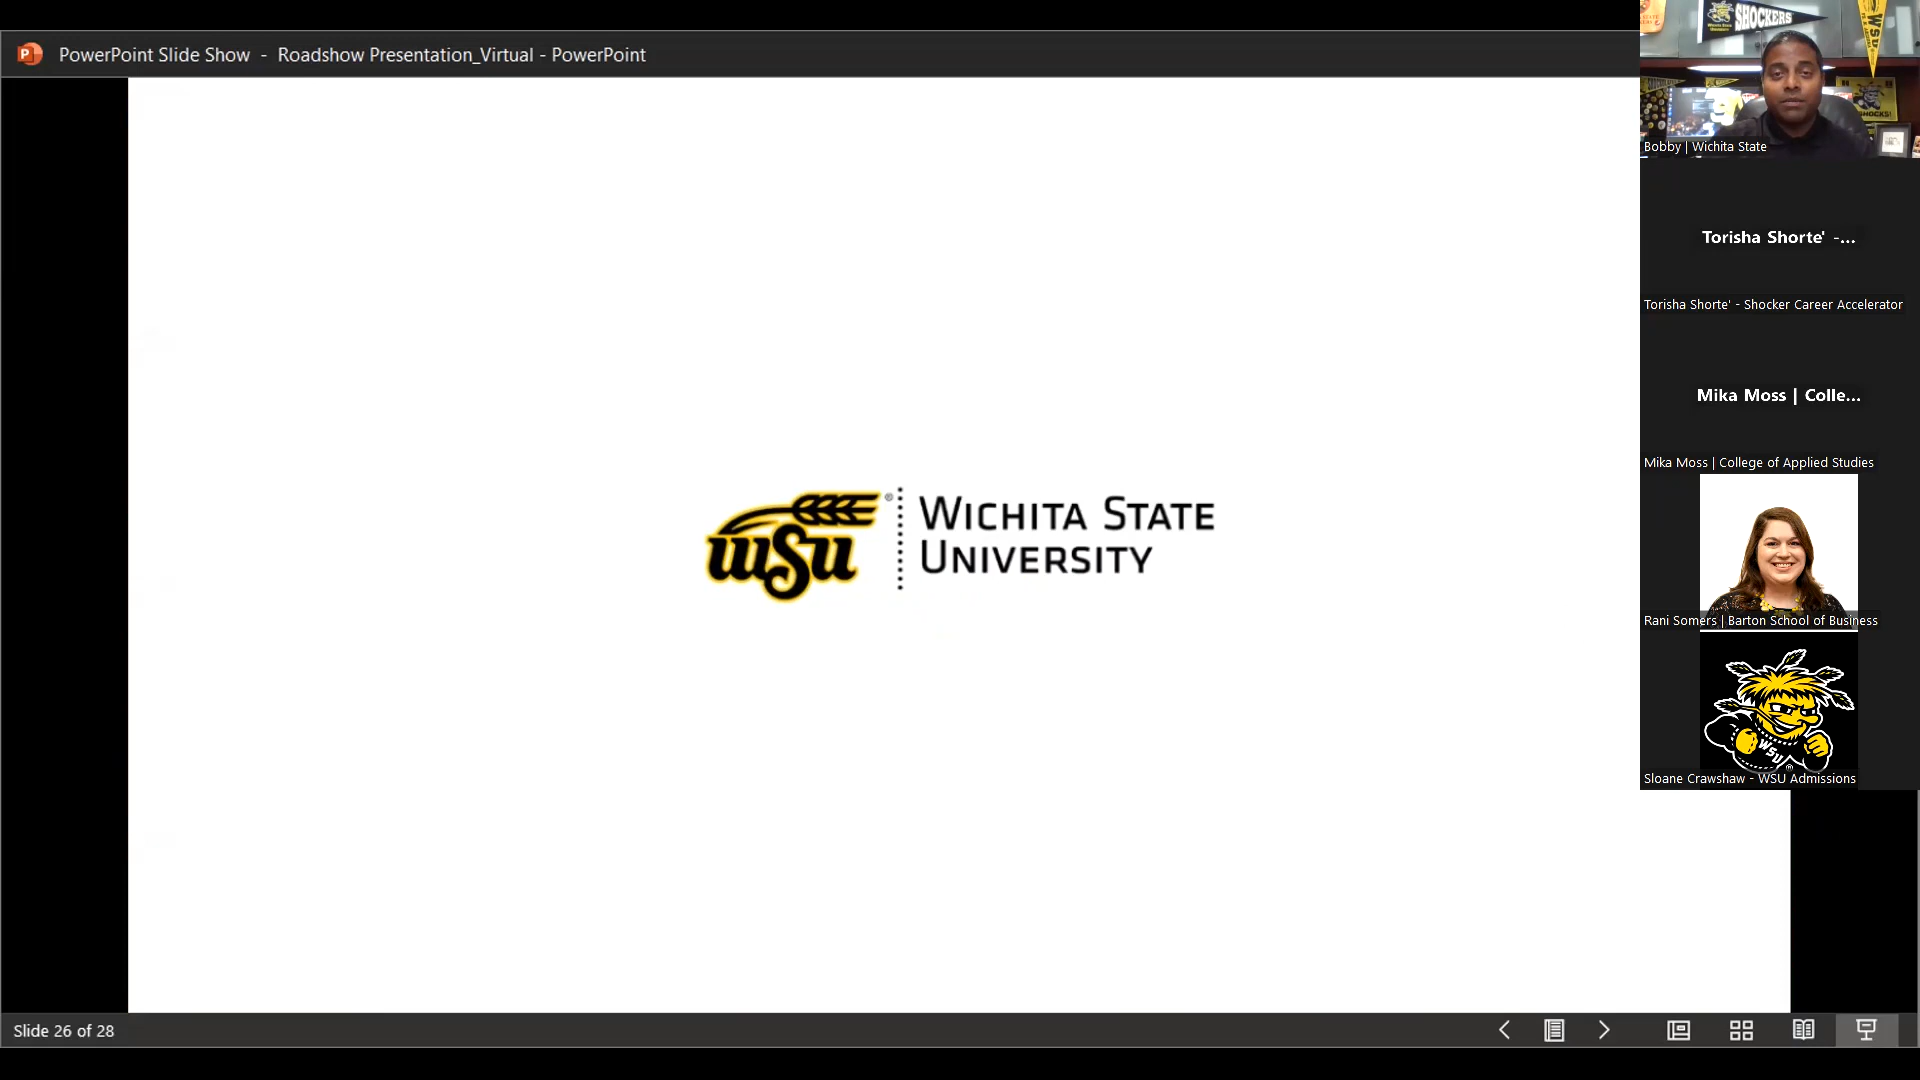 PowerPoint Slide Show - Roadshow Presentation_Virtual - PowerPoint
wsu ®
WICHITA STATE
UNIVERSITY
Slide 26 of 28
SHOCKERS
WSU
SHOCKS!
Bobby | Wichita State
Torisha Shorte' -...
Torisha Shorte' - Shocker Career Accelerator
Mika Moss | Colle...
Mika Moss | College of Applied Studies
Rani Somers | Barton School of Business
WSU
®
Sloane Crawshaw - WSU Admissions